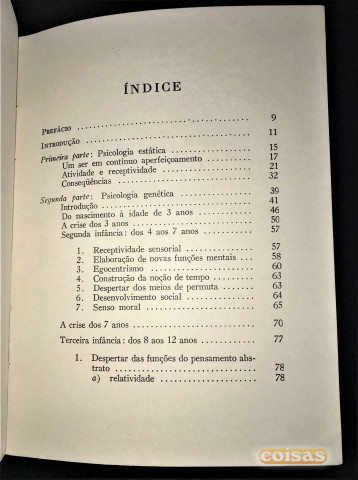 ÍNDICE
PREFÁCIO ........................................ 9
INTRODUÇÃO ........................................ 11
Primeira parte: Psicologia estática .................. 15
Um ser em contínuo aperfeiçoamento .................. 17
Atividade e receptividade .................. 21
Conseqüências .................. 32
Segunda parte: Psicologia genética .................. 39
Introdução .................. 41
Do nascimento à idade de 3 anos .................. 46
A crise dos 3 anos .................. 50
Segunda infância: dos 4 aos 7 anos .................. 57
1. Receptividade sensorial .................. 57
2. Elaboração de novas funções mentais .... 58
3. Egocentrismo .................. 60
4. Construção da noção de tempo .................. 63
5. Despertar dos meios de permuta .................. 63
6. Desenvolvimento social .................. 64
7. Senso moral .................. 65
A crise dos 7 anos .................. 70
Terceira infância: dos 8 aos 12 anos .................. 77
1. Despertar das funções do pensamento abs-
trato .................. 78
a) relatividade .................. 78
coisas